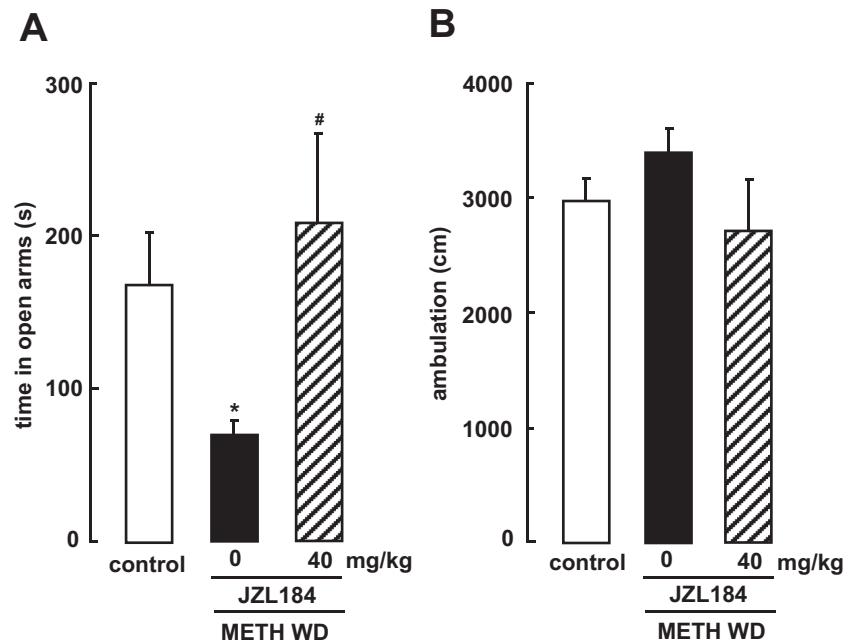 A
time in open arms (s)
300
200
100
0
*
#
control
0
40 mg/kg
JZL184
METH WD
B
ambulation (cm)
4000
3000
2000
1000
0
control
0
40 mg/kg
JZL184
METH WD